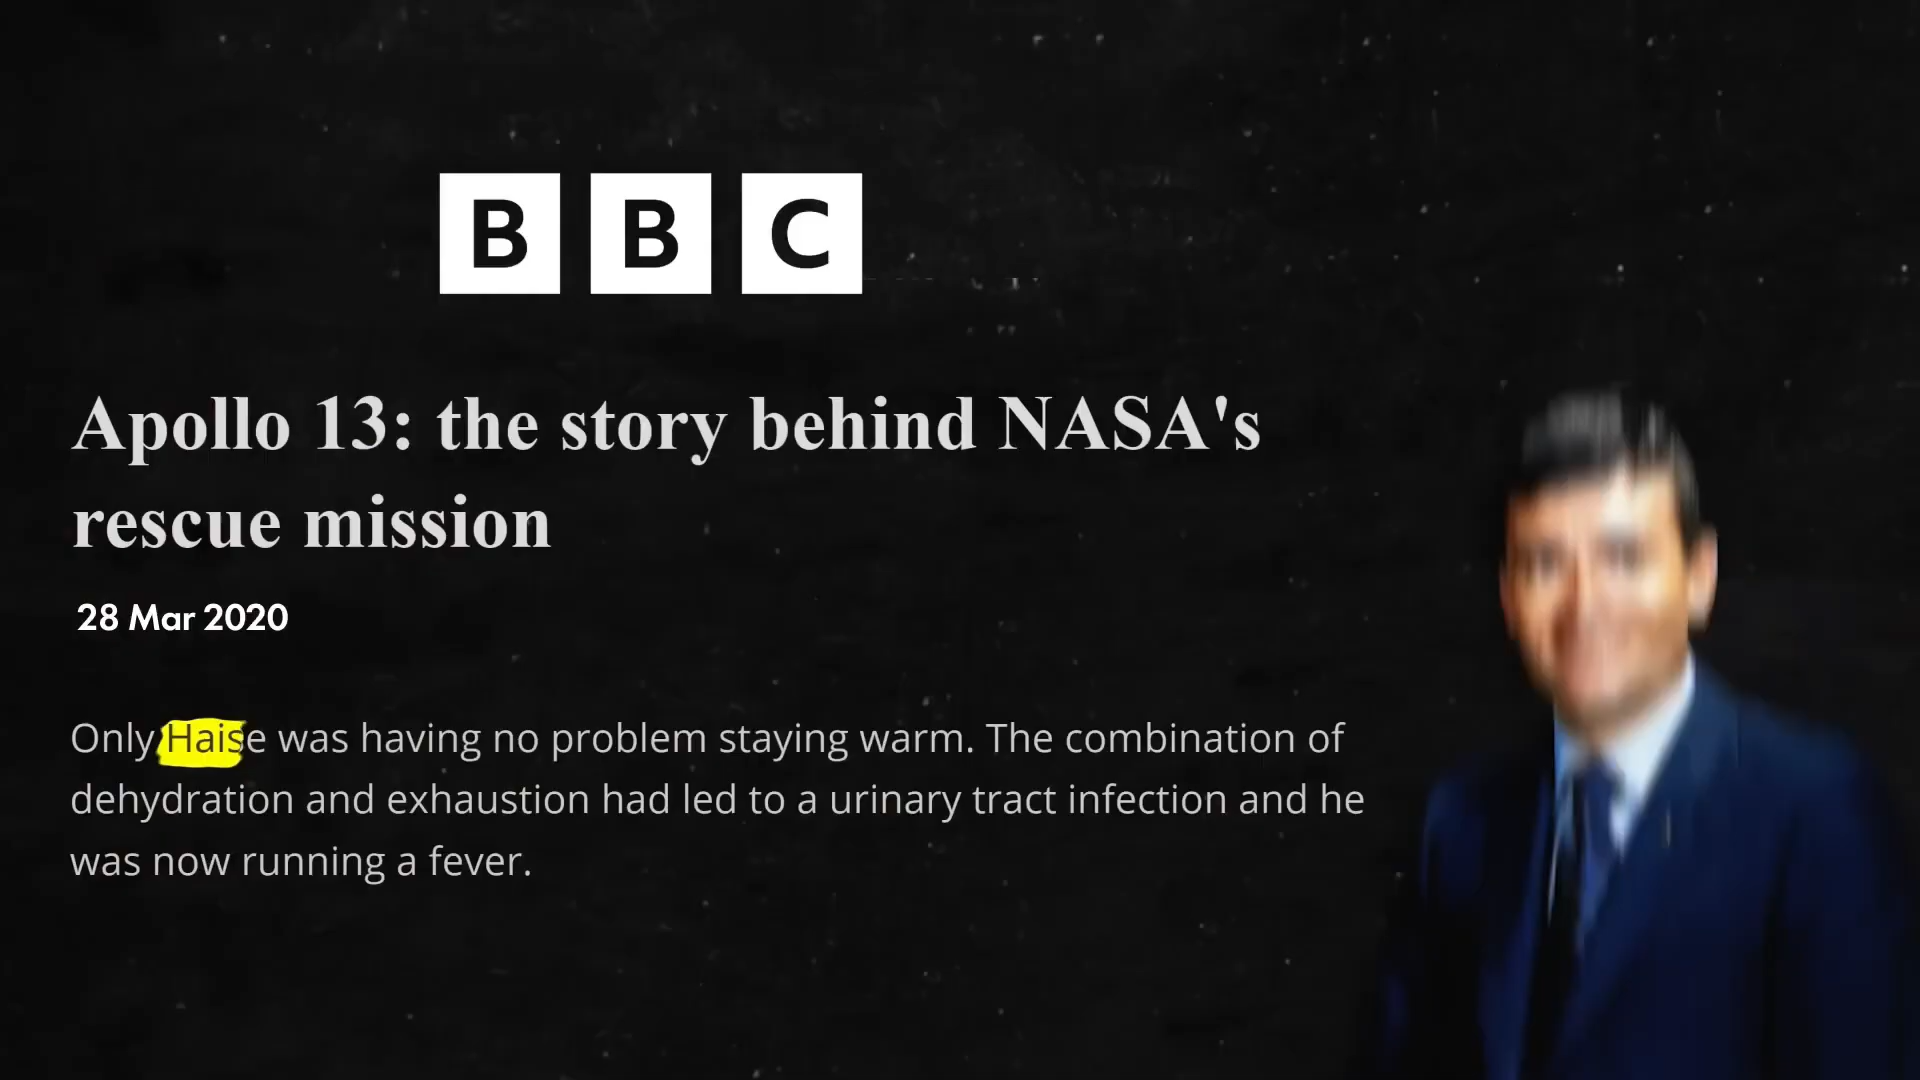 BBC
Apollo 13: the story behind NASA's
rescue mission
28 Mar 2020
Only Haise was having no problem staying warm. The combination of
dehydration and exhaustion had led to a urinary tract infection and he
was now running a fever.